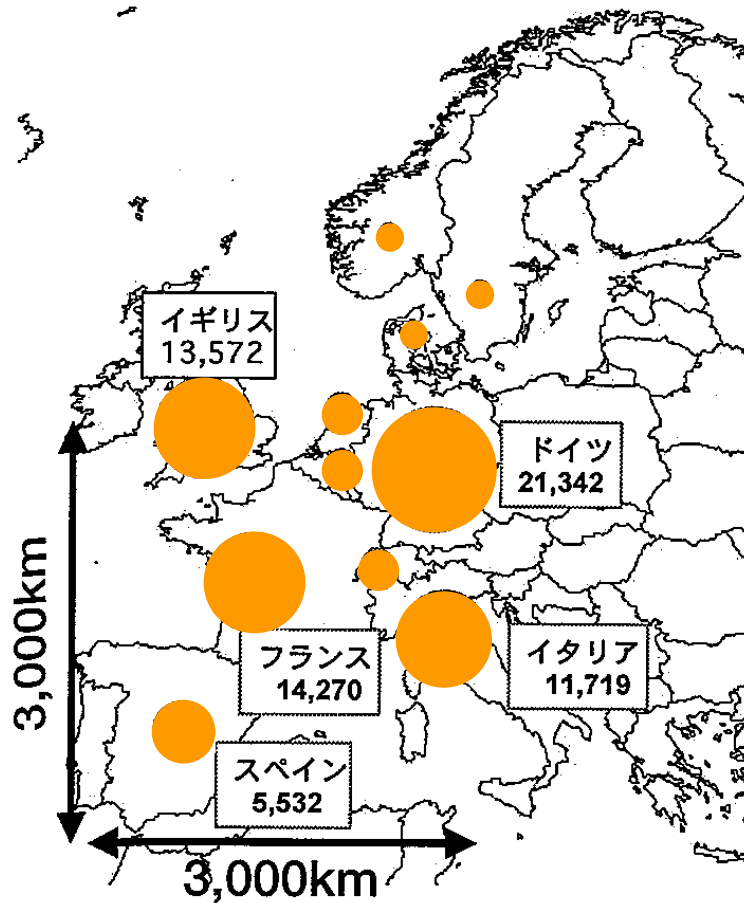 イギリス
13,572
ドイツ
21,342
フランス
14,270
イタリア
11,719
スペイン
5,532
3,000km
3,000km